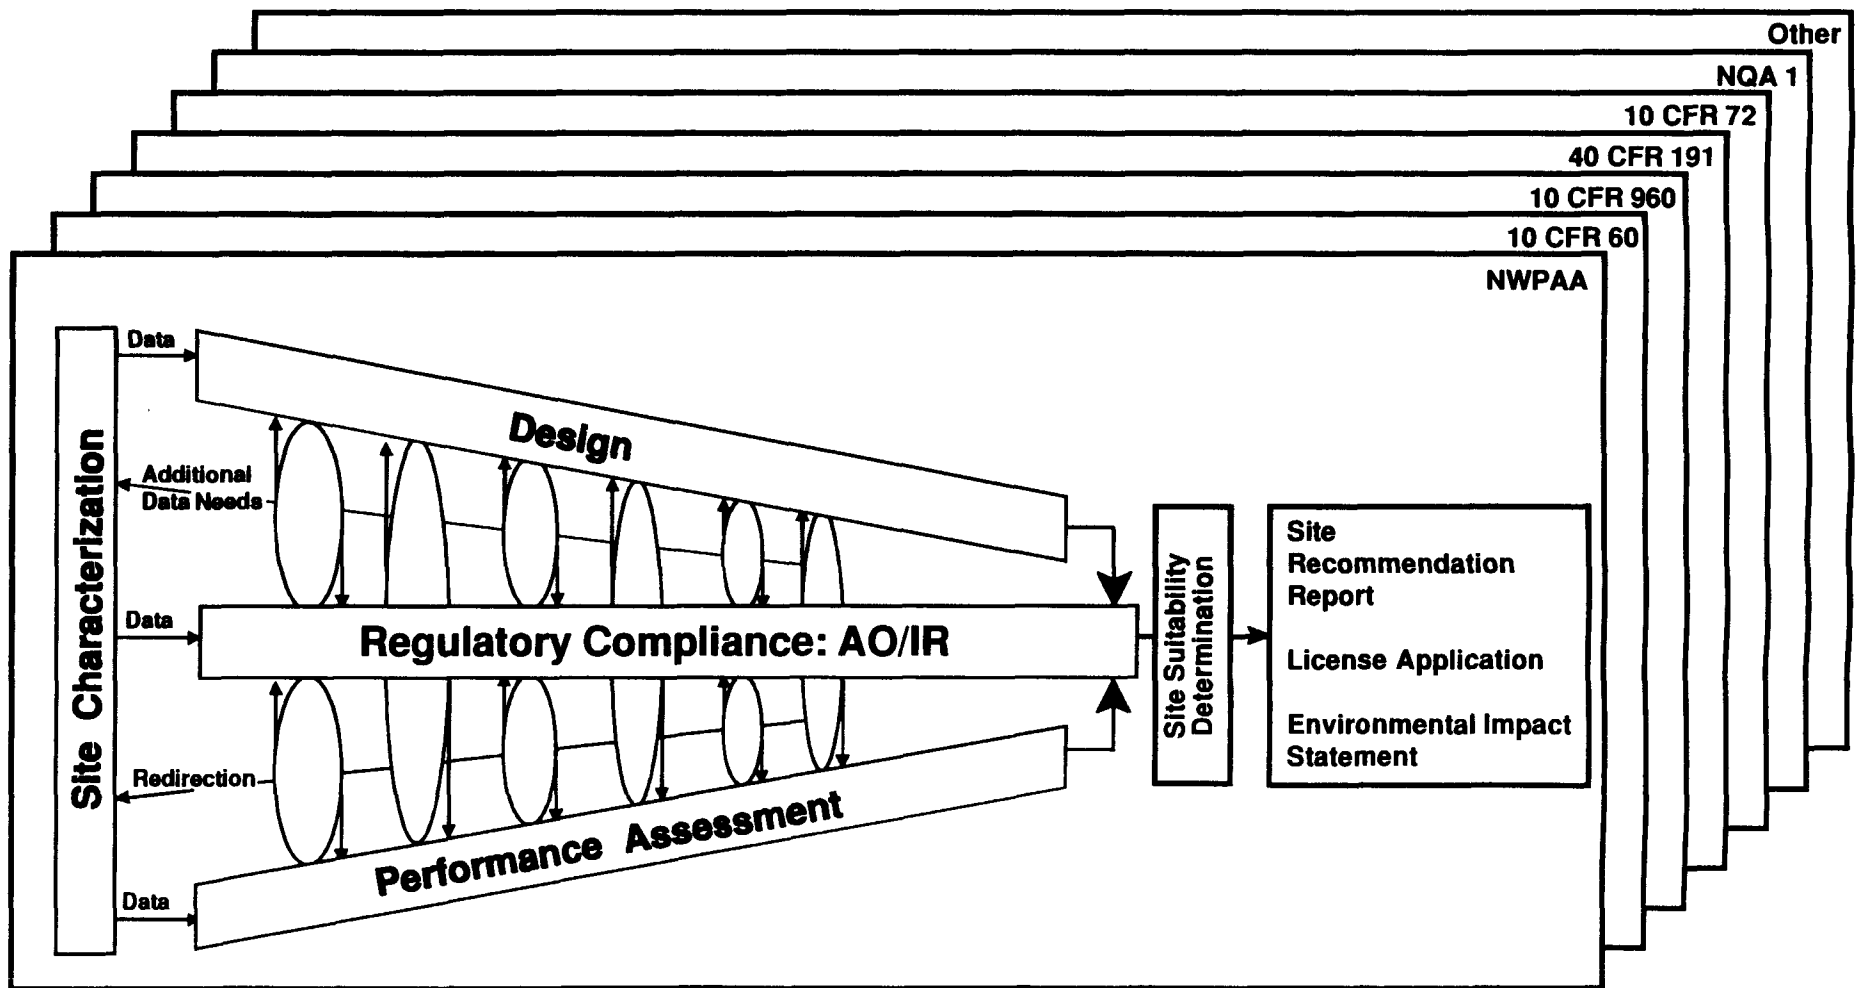 Other
NQA 1
10 CFR 72
40 CFR 191
10 CFR 960
10 CFR 60
NWPAA
Site Characterization
Data
Design
Additional
Data Needs
Data
Regulatory Compliance: AO/IR
Redirection
Performance Assessment
Data
Site Suitability
Determination
Site
Recommendation
Report
License Application
Environmental Impact
Statement